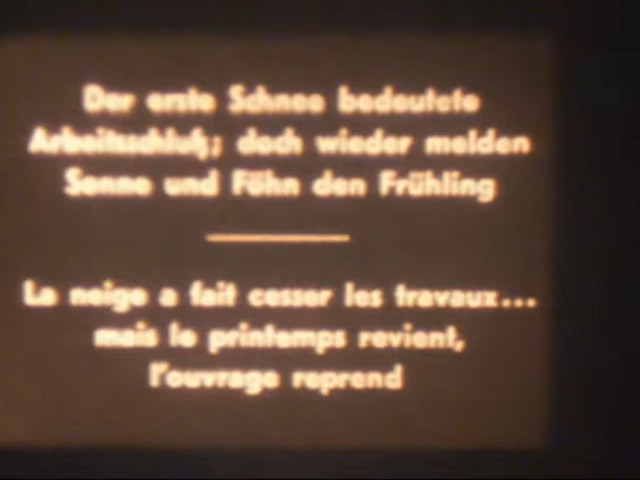 Der erste Schnee bedeutete
Arbeitsschluß; doch wieder melden
Sonne und Föhn den Frühling
La neige a fait cesser les travaux...
mais le printemps revient,
l'ouvrage reprend